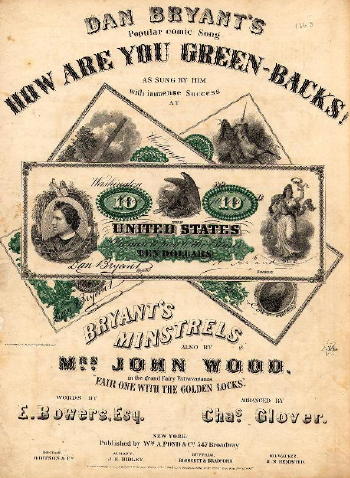 DAN BRYANT'S
Popular comic Song
HOW ARE YOU GREEN-BACKS!
AS SUNG BY HIM
with immense Success
AT
10
10
THE
UNITED STATES
TEN DOLLARS
Dan Bryant
BRYANT'S
MINSTRELS
ALSO BY
MRS JOHN WOOD.
in the Grand Fairy Extravaganza
"FAIR ONE WITH THE GOLDEN LOCKS."
WORDS BY
E. Bowers, Esq.
ARRANGED BY
Chas. Glover.
NEW YORK
Published by Wm. A. POND & Co. 547 Broadway